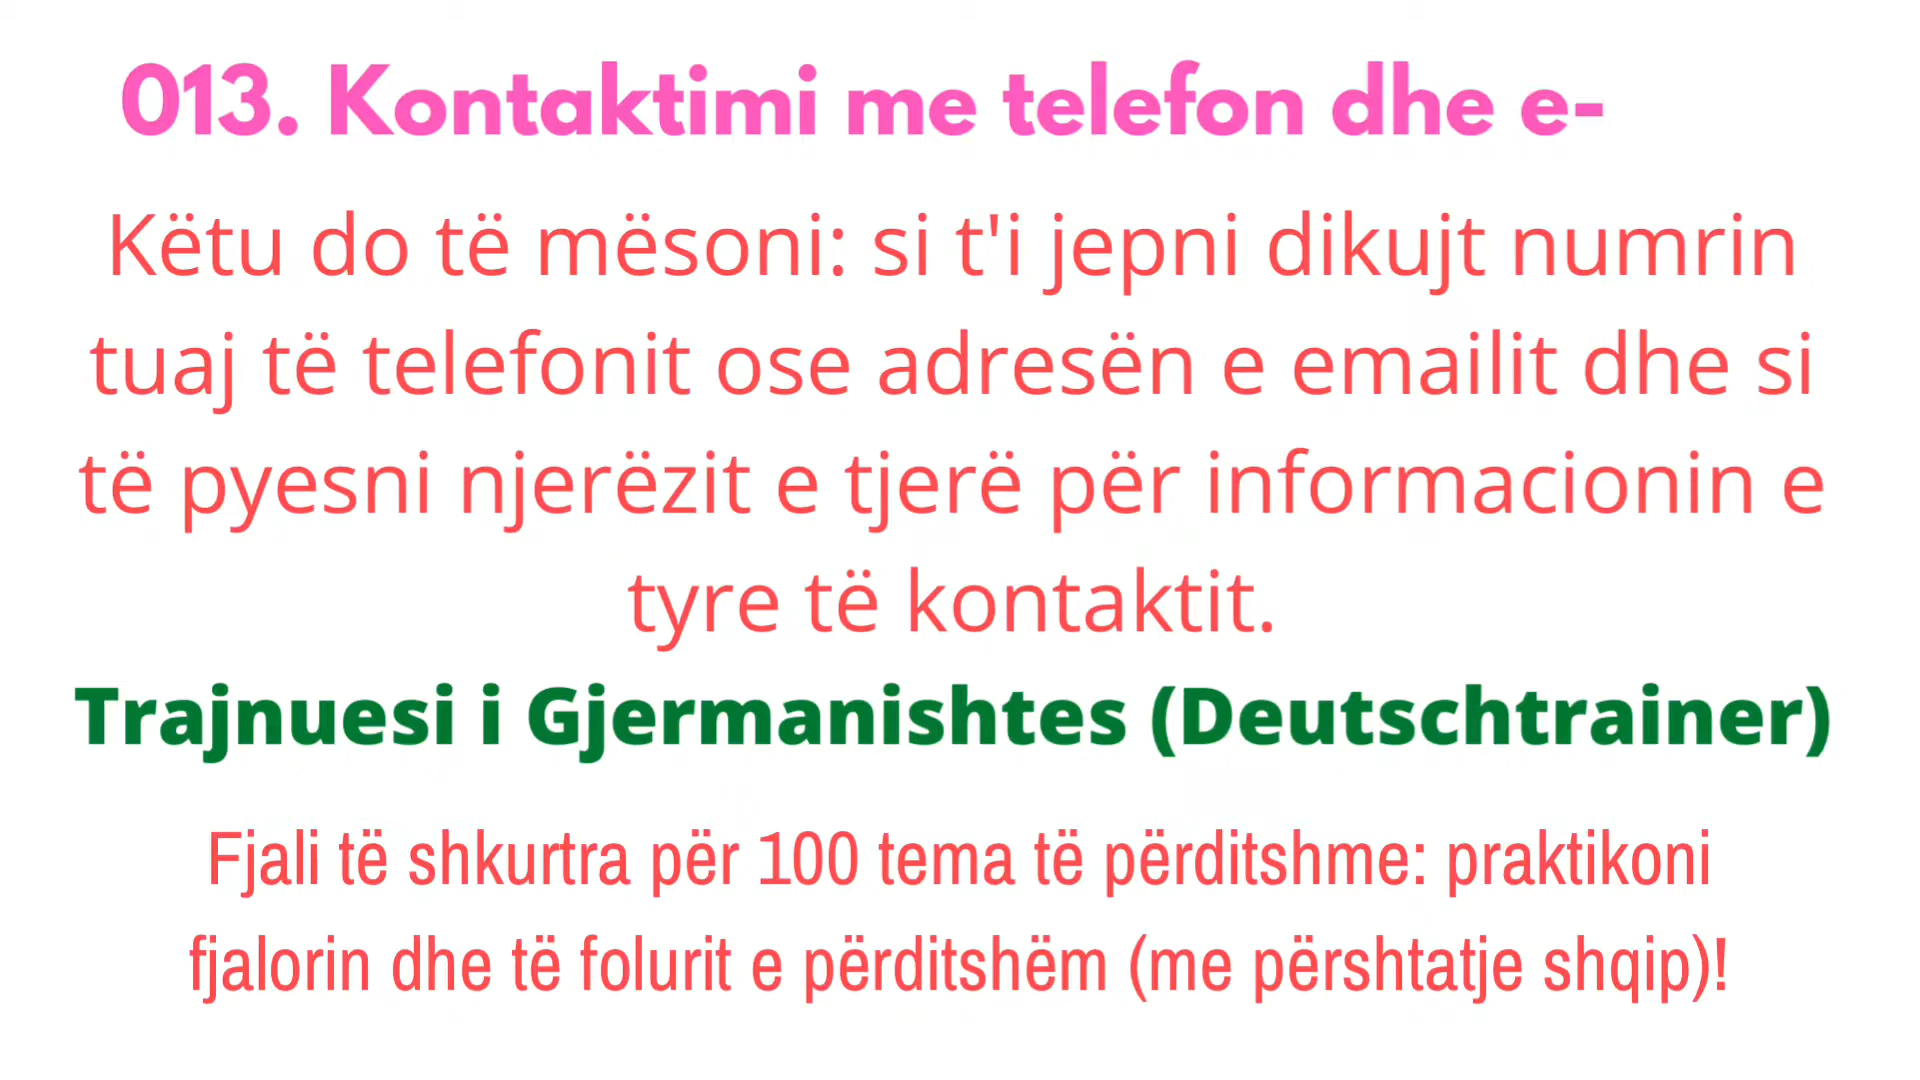 013. Kontaktimi me telefon dhe e-
Këtu do të mësoni: si t'i jepni dikujt numrin
tuaj të telefonit ose adresën e emailit dhe si
të pyesni njerëzit e tjerë për informacionin e
tyre të kontaktit.
Trajnuesi i Gjermanishtes (Deutschtrainer)
Fjali të shkurtra për 100 tema të përditshme: praktikoni
fjalorin dhe të folurit e përditshëm (me përshtatje shqip)!